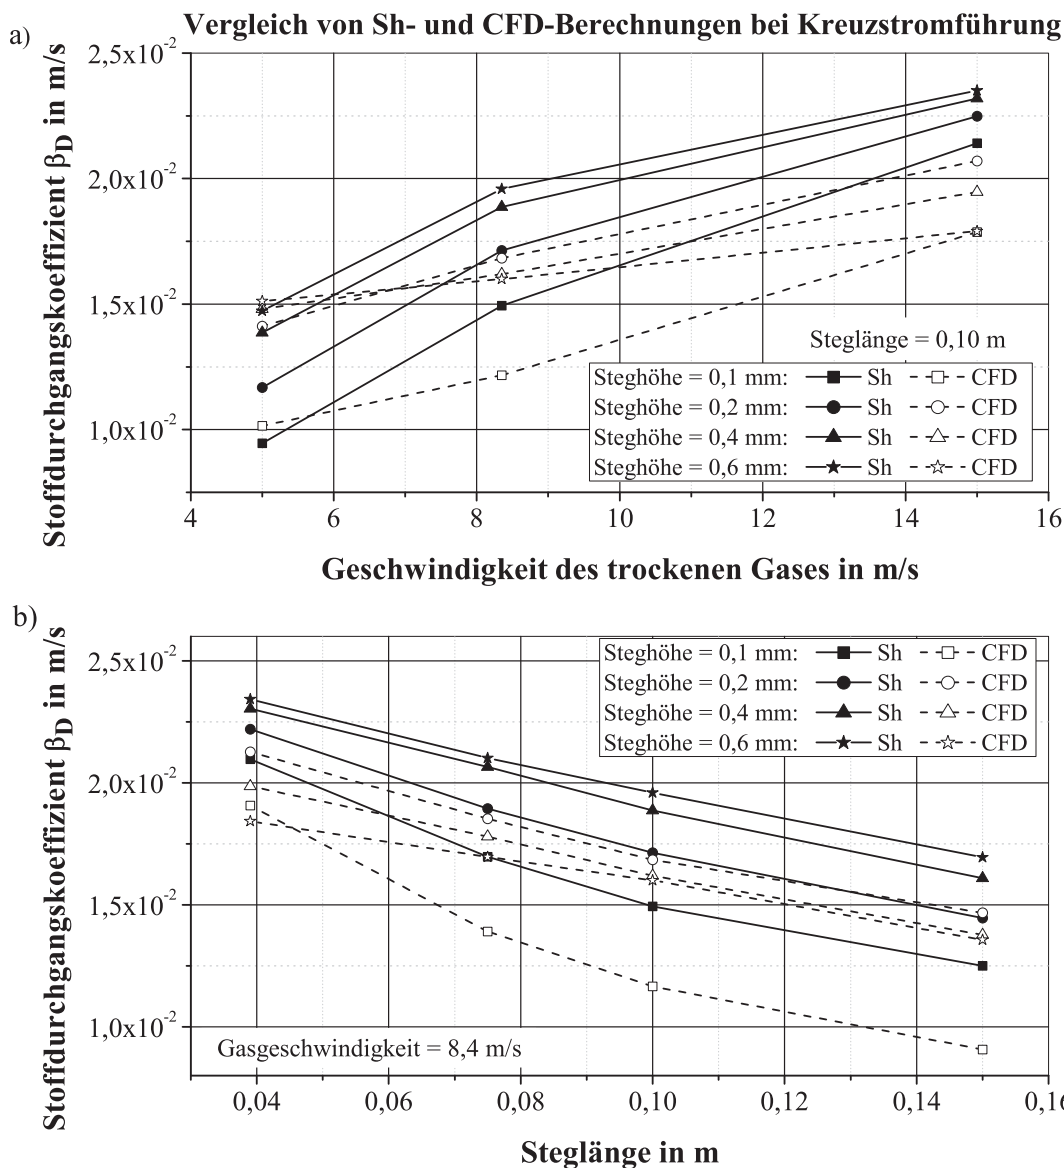 Vergleich von Sh- und CFD-Berechnungen bei Kreuzstromführung
a)
Stoffdurchgangskoeffizient β_D in m/s
2,5x10⁻²
2,0x10⁻²
1,5x10⁻²
1,0x10⁻²
Steglänge = 0,10 m
Steghöhe = 0,1 mm: Sh CFD
Steghöhe = 0,2 mm: Sh CFD
Steghöhe = 0,4 mm: Sh CFD
Steghöhe = 0,6 mm: Sh CFD
4 6 8 10 12 14 16
Geschwindigkeit des trockenen Gases in m/s
b)
Stoffdurchgangskoeffizient β_D in m/s
2,5x10⁻²
2,0x10⁻²
1,5x10⁻²
1,0x10⁻²
Steghöhe = 0,1 mm: Sh CFD
Steghöhe = 0,2 mm: Sh CFD
Steghöhe = 0,4 mm: Sh CFD
Steghöhe = 0,6 mm: Sh CFD
Gasgeschwindigkeit = 8,4 m/s
0,04 0,06 0,08 0,10 0,12 0,14 0,16
Steglänge in m